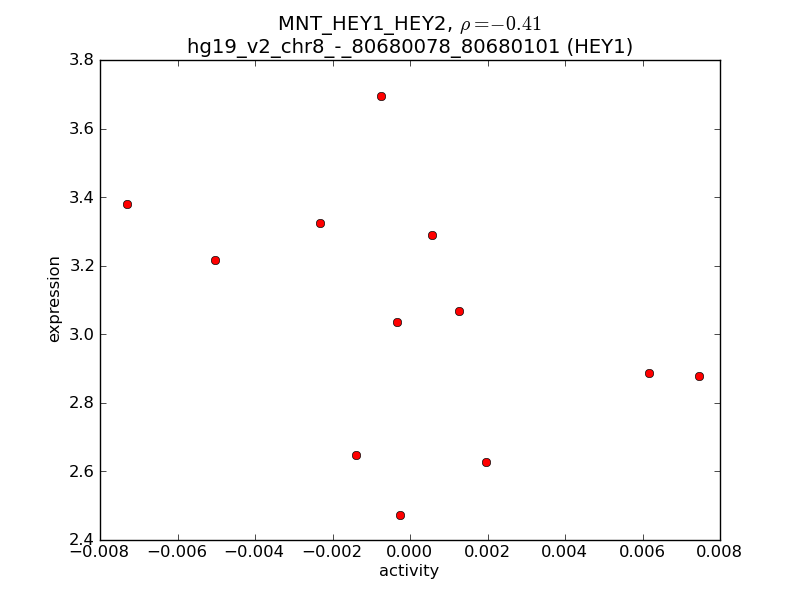 MNT_HEY1_HEY2, ρ=−0.41
hg19_v2_chr8_-_80680078_80680101 (HEY1)
3.8
3.6
3.4
3.2
3.0
2.8
2.6
2.4
expression
−0.008 −0.006 −0.004 −0.002 0.000 0.002 0.004 0.006 0.008
activity